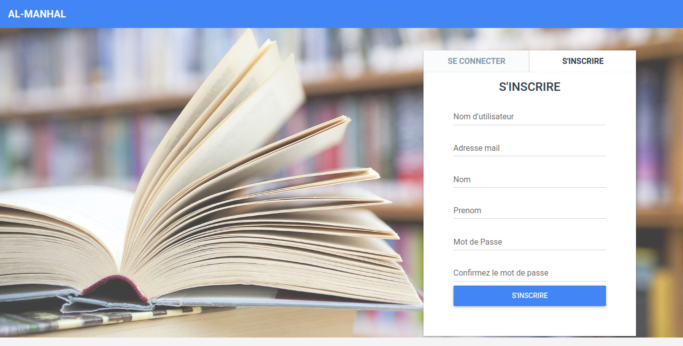 AL-MANHAL
SE CONNECTER
S'INSCRIRE
S'INSCRIRE
Nom d'utilisateur
Adresse mail
Nom
Prenom
Mot de Passe
Confirmez le mot de passe
S'INSCRIRE